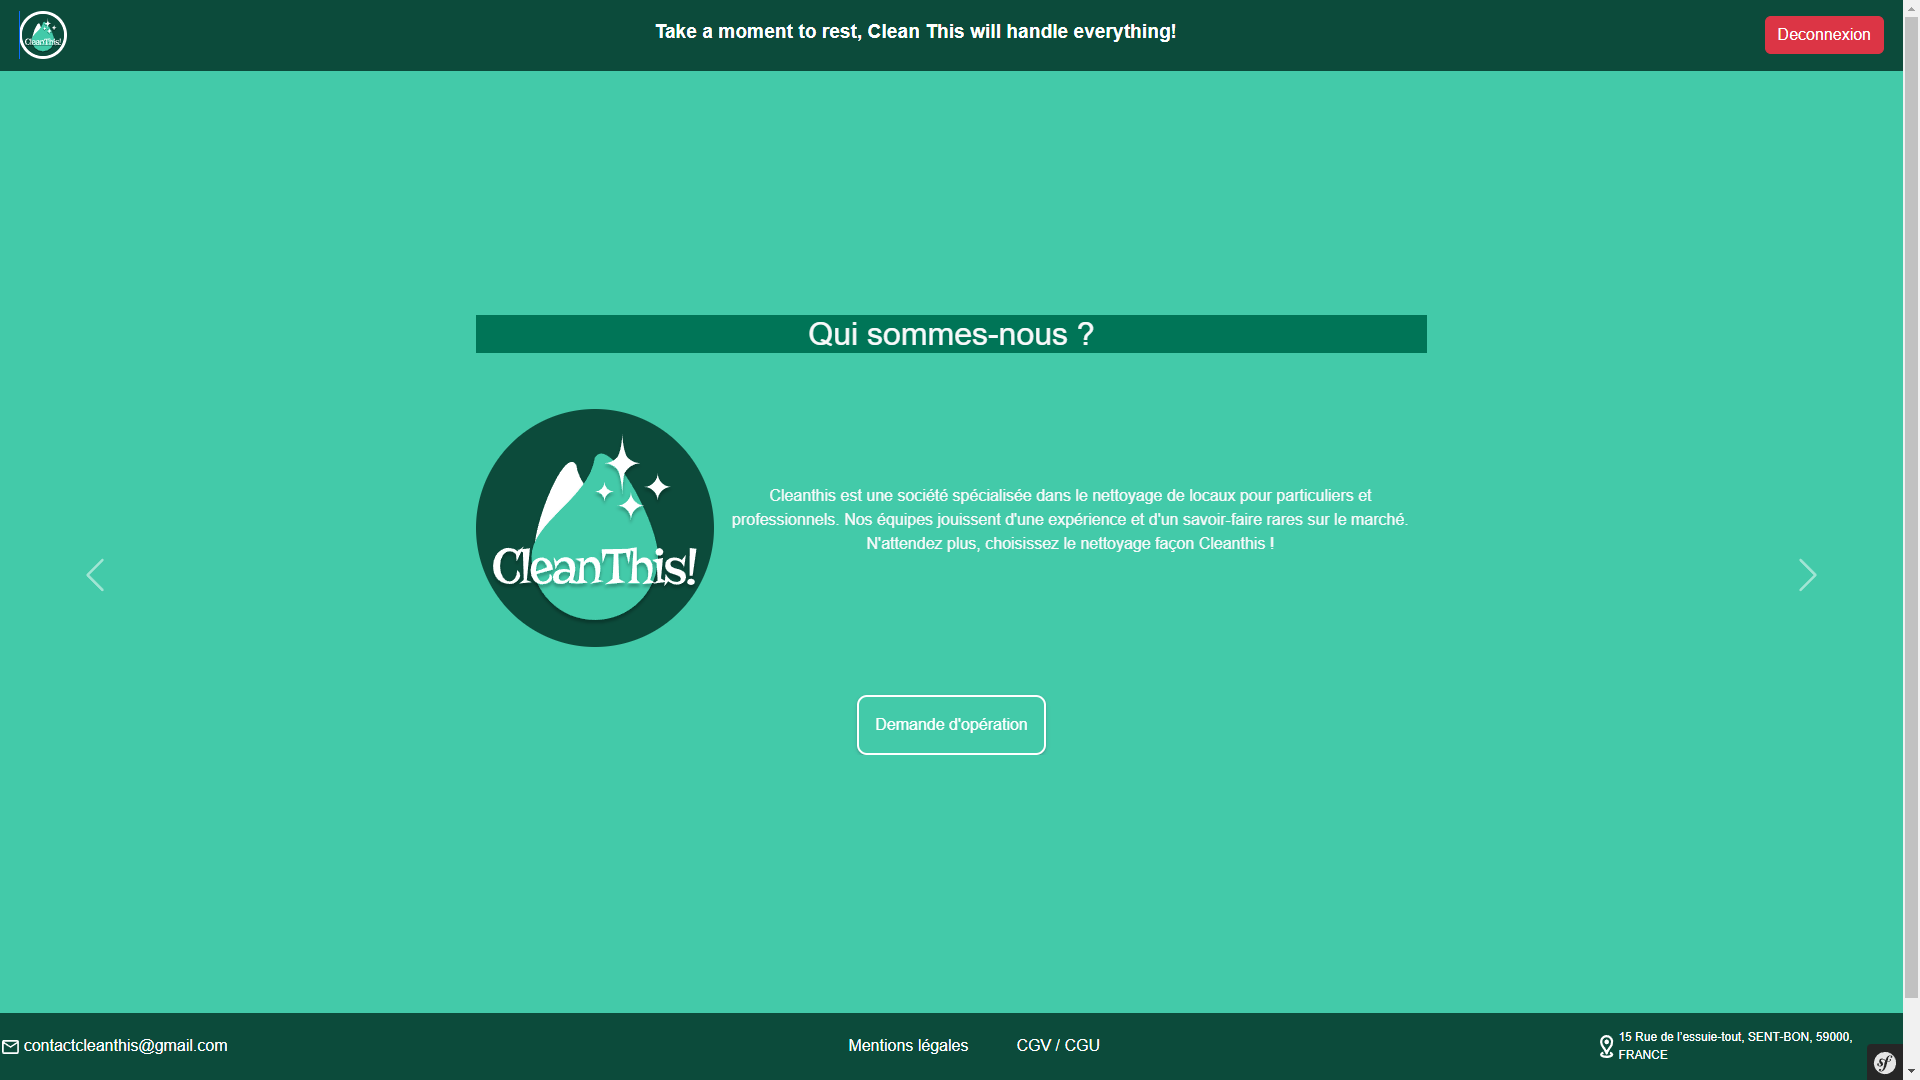 CleanThis!
Take a moment to rest, Clean This will handle everything!
Deconnexion
Qui sommes-nous ?
CleanThis!
Cleanthis est une société spécialisée dans le nettoyage de locaux pour particuliers et
professionnels. Nos équipes jouissent d'une expérience et d'un savoir-faire rares sur le marché.
N'attendez plus, choisissez le nettoyage façon Cleanthis !
Demande d'opération
contactcleanthis@gmail.com
Mentions légales
CGV / CGU
15 Rue de l'essuie-tout, SENT-BON, 59000,
FRANCE
sf